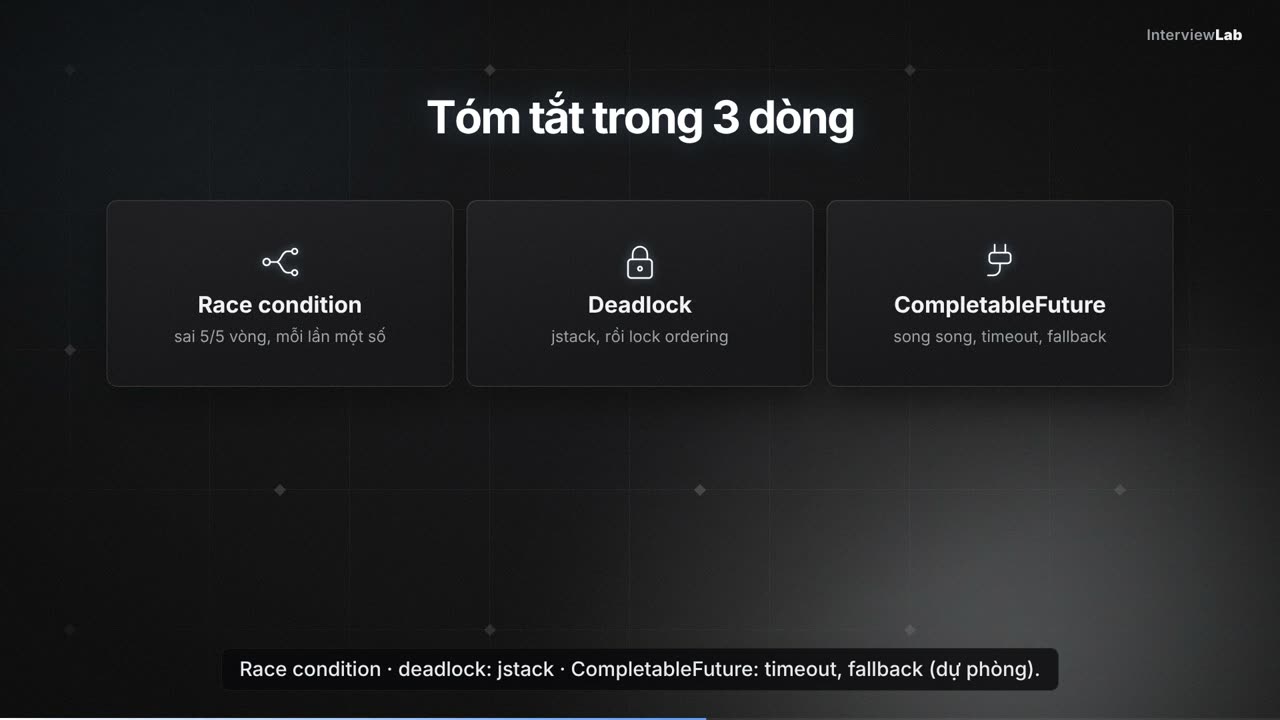 InterviewLab
Tóm tắt trong 3 dòng
Race condition
sai 5/5 vòng, mỗi lần một số
Deadlock
jstack, rồi lock ordering
CompletableFuture
song song, timeout, fallback
Race condition · deadlock: jstack · CompletableFuture: timeout, fallback (dự phòng).